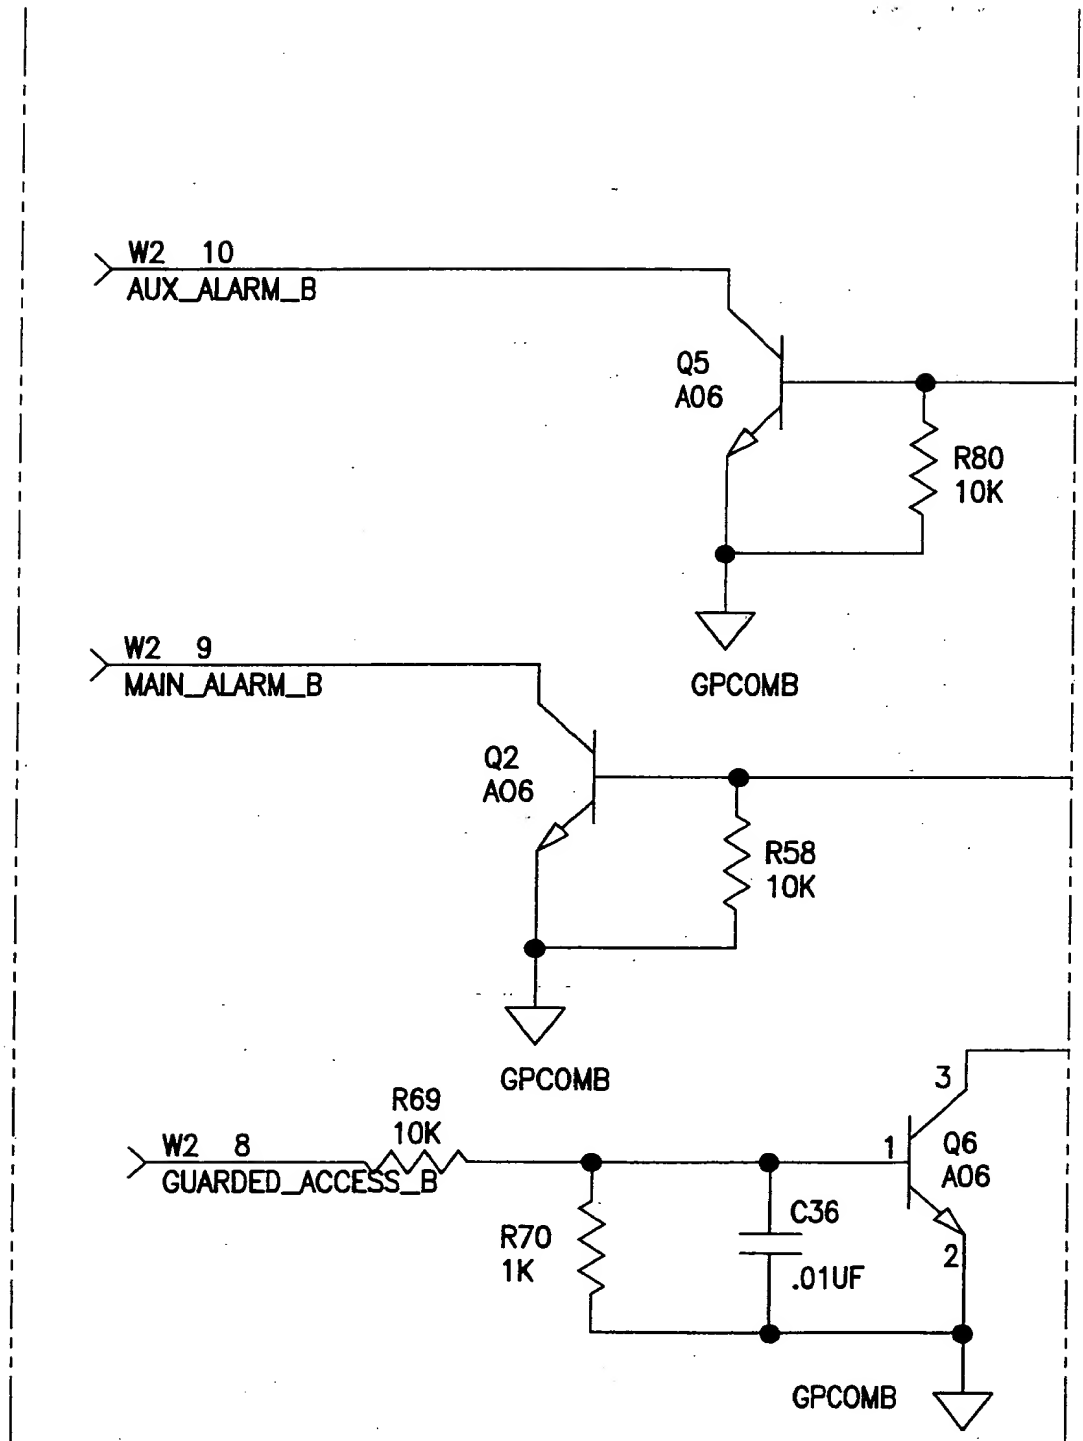 W2 10
AUX_ALARM_B
Q5
A06
R80
10K
GPCOMB
W2 9
MAIN_ALARM_B
Q2
A06
R58
10K
GPCOMB
R69
10K
W2 8
GUARDED_ACCESS_B
3
1
Q6
A06
2
R70
1K
C36
.01UF
GPCOMB